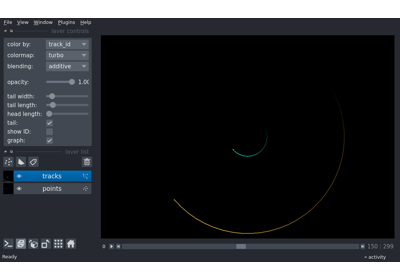 File View Window Plugins Help
layer controls
color by: track_id
colormap: turbo
blending: additive
opacity: 1.00
tail width:
tail length:
head length:
tail:
show ID:
graph:
layer list
tracks
points
150 299
Ready
activity